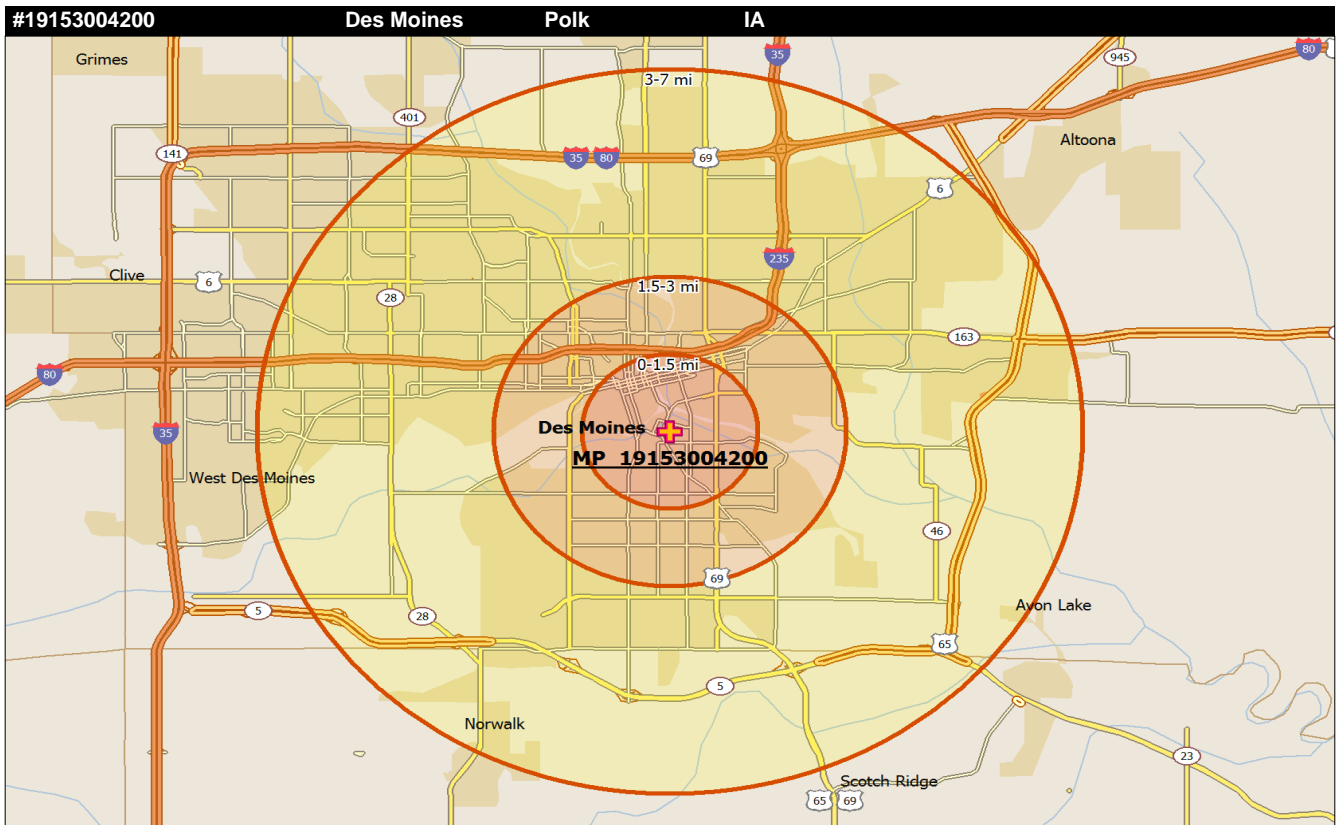 #19153004200 Des Moines Polk IA
Grimes
3-7 mi
35
80
945
401
141
35 80
69
Altoona
6
235
Clive
6
28
1.5-3 mi
163
80
0-1.5 mi
35
Des Moines
MP 19153004200
West Des Moines
46
69
5
28
Avon Lake
65
5
Norwalk
23
Scotch Ridge
65 69